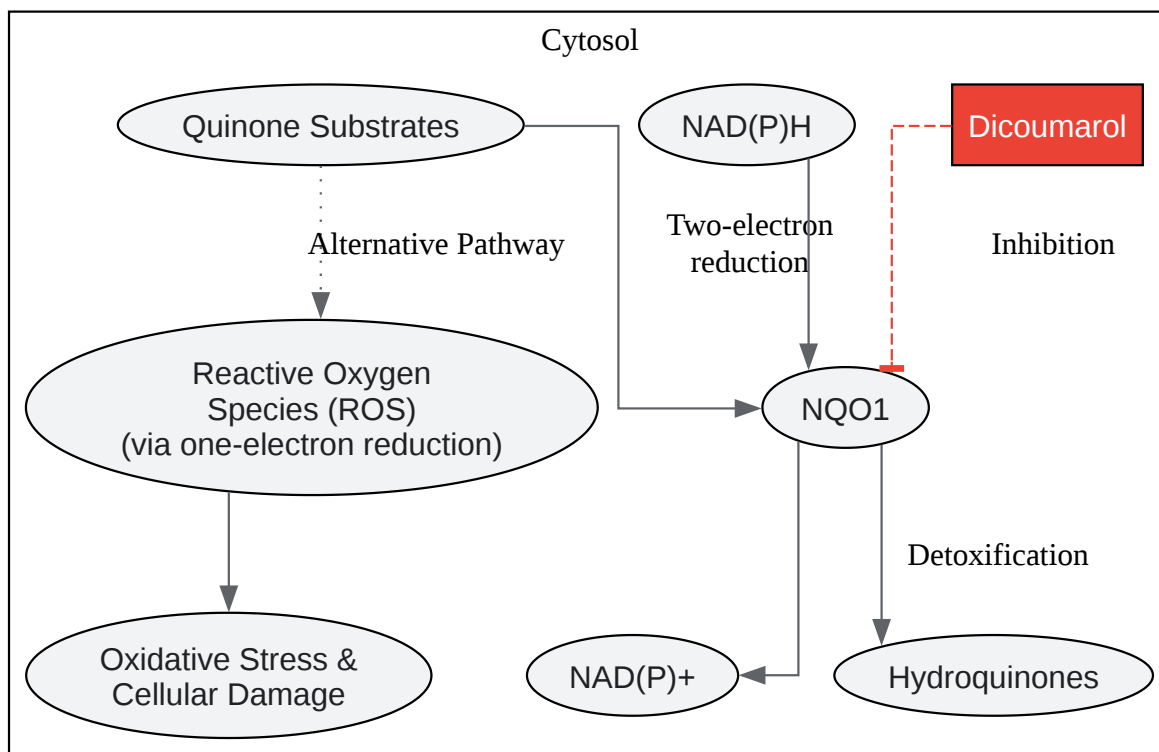 Cytosol
Quinone Substrates
NAD(P)H
Dicoumarol
Alternative Pathway
Two-electron
reduction
Inhibition
Reactive Oxygen
Species (ROS)
(via one-electron reduction)
NQO1
Detoxification
Oxidative Stress &
Cellular Damage
NAD(P)+
Hydroquinones